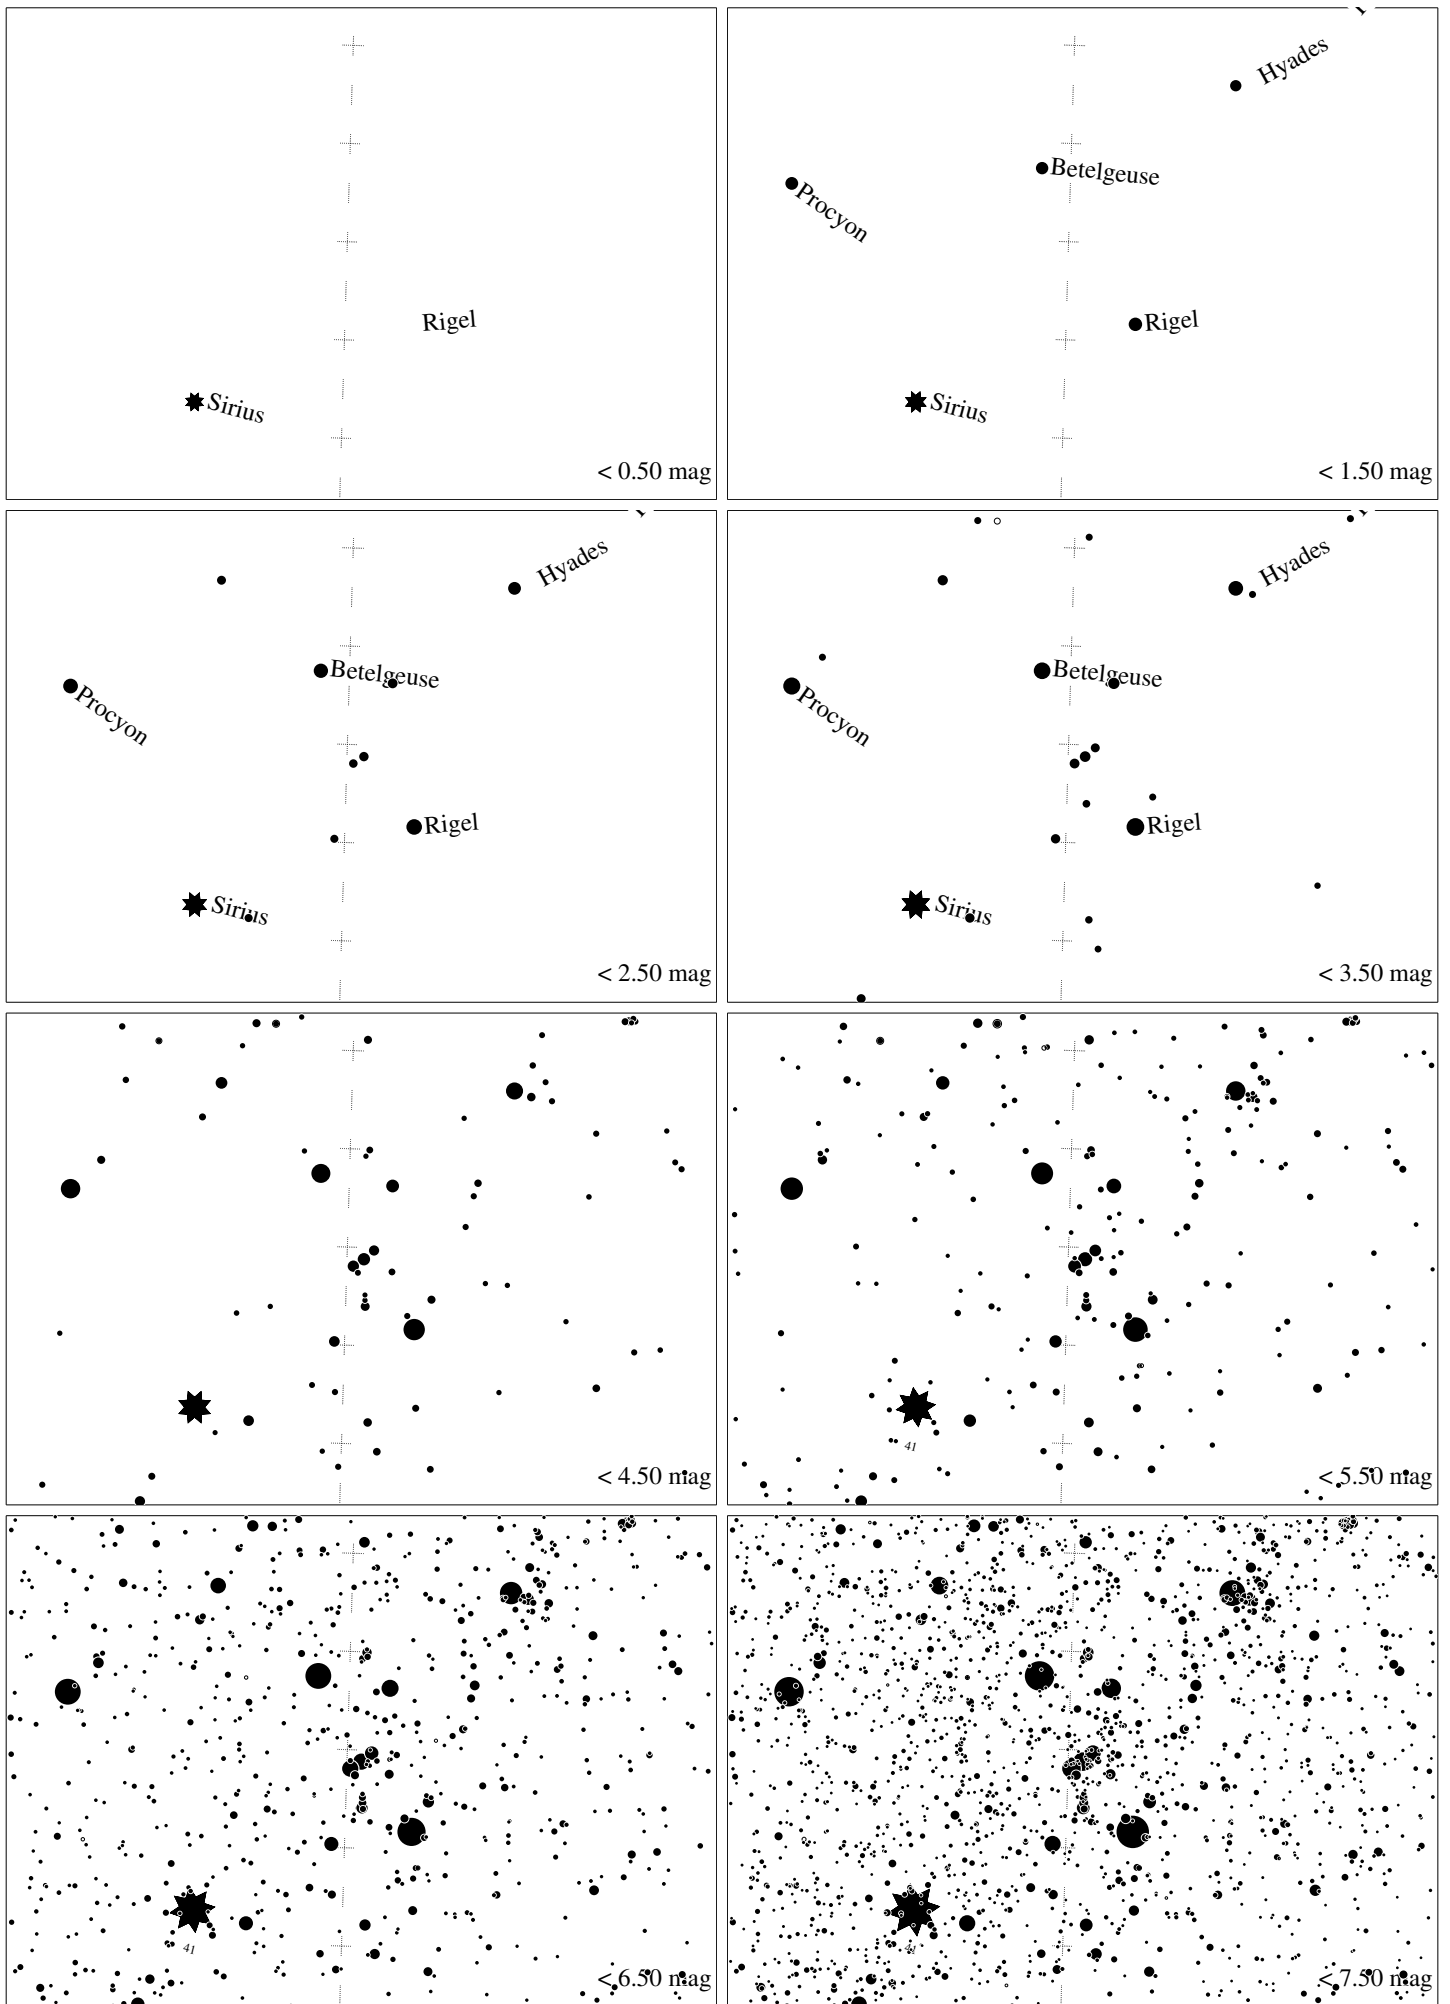 Rigel
Sirius
< 0.50 mag
Hyades
Betelgeuse
Procyon
Rigel
Sirius
< 1.50 mag
Hyades
Betelgeuse
Procyon
Rigel
Sirius
< 2.50 mag
Hyades
Betelgeuse
Procyon
Rigel
Sirius
< 3.50 mag
< 4.50 mag
41
< 5.50 mag
41
< 6.50 mag
41
< 7.50 mag